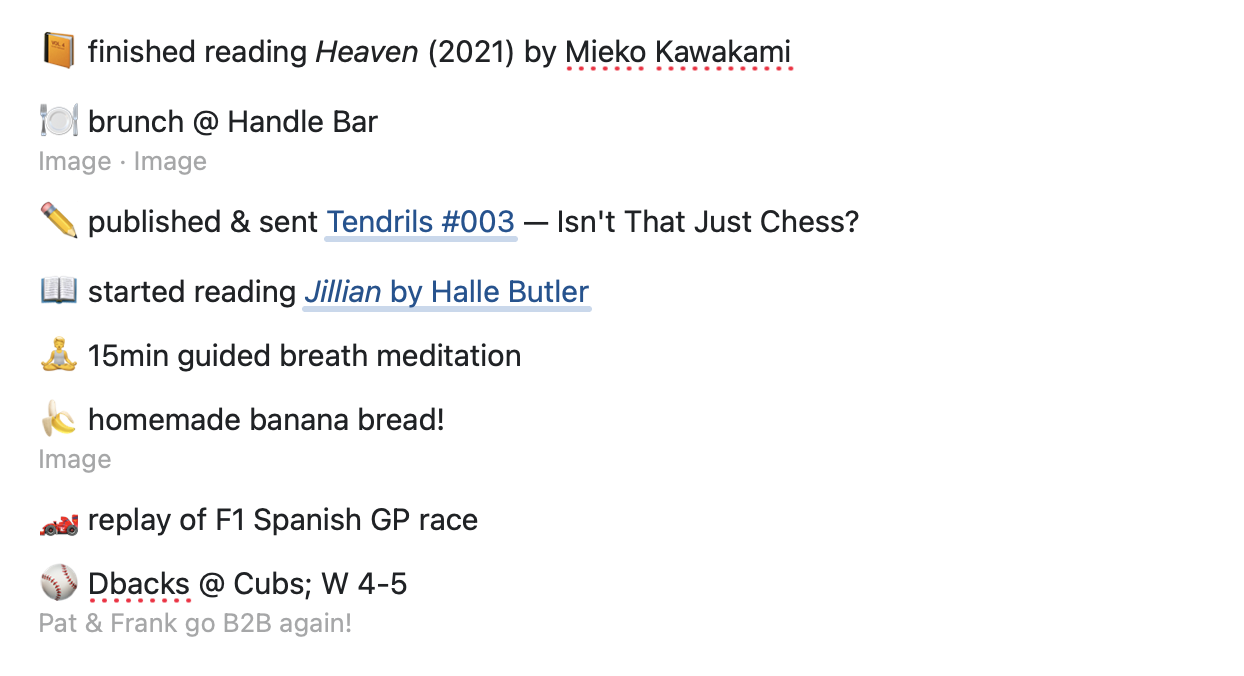 finished reading Heaven (2021) by Mieko Kawakami
brunch @ Handle Bar
Image · Image
published & sent Tendrils #003 — Isn't That Just Chess?
started reading Jillian by Halle Butler
15min guided breath meditation
homemade banana bread!
Image
replay of F1 Spanish GP race
Dbacks @ Cubs; W 4-5
Pat & Frank go B2B again!